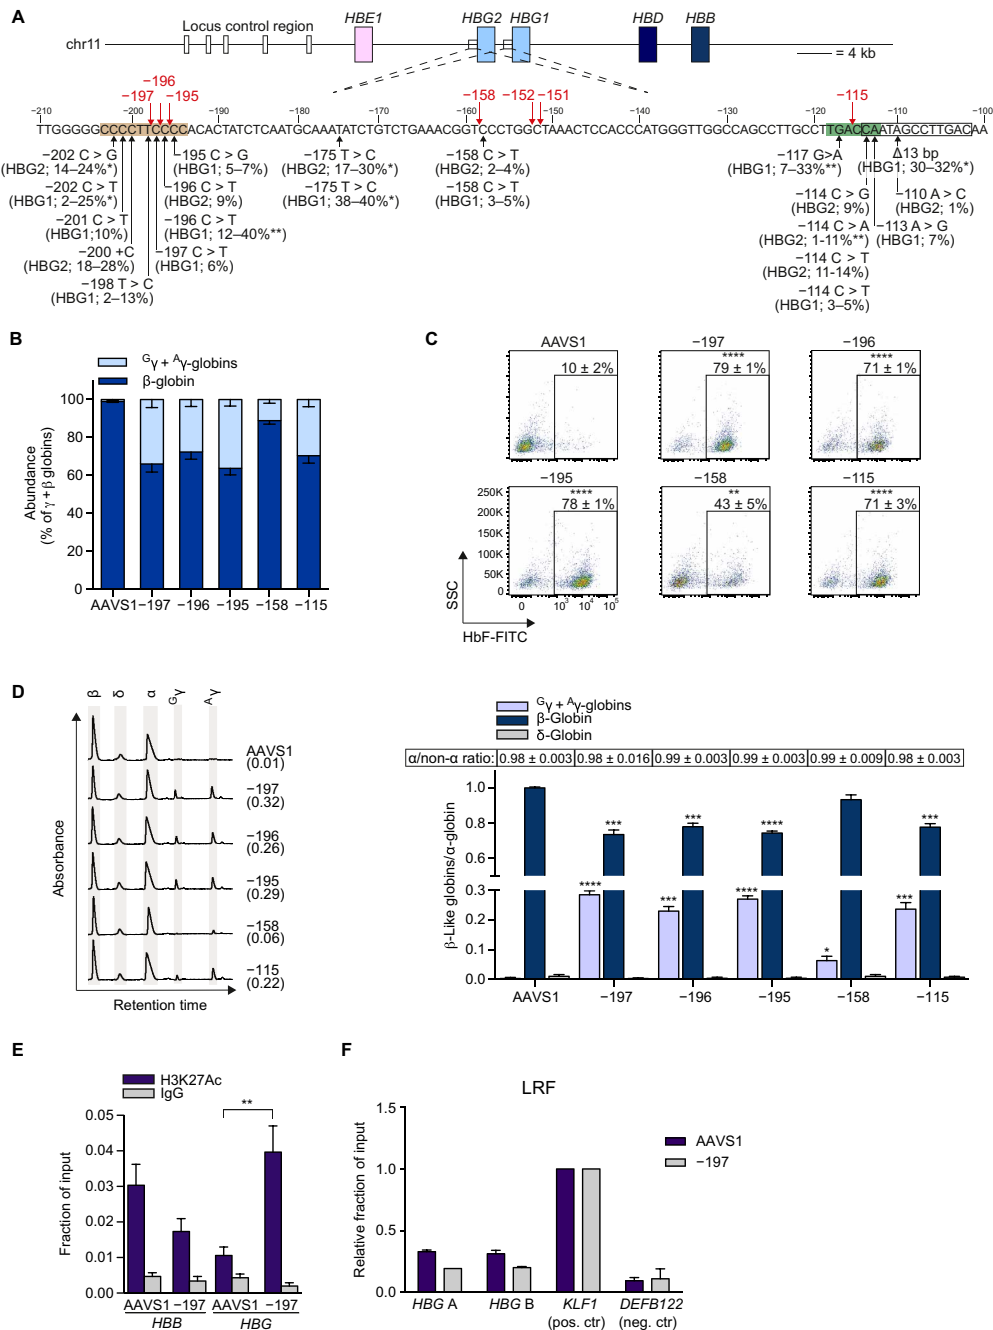 A
Locus control region
HBE1
HBG2
HBG1
HBD
HBB
chr11
= 4 kb
−196
−197
−195
−158
−152
−151
−115
−210
−200
−190
−180
−170
−160
−150
−140
−130
−120
−110
−100
TTGGGGGCCCCTTCCCCACACTATCTCAATGCAAATATCTGTCTGAAACGGTCCCTGGCTAAACTCCACCCATGGGTTGGCCAGCCTTGCCTTGACCAATAGCCTTGACAA
−202 C > G
(HBG2; 14–24%*)
−202 C > T
(HBG1; 2–25%*)
−201 C > T
(HBG1;10%)
−200 +C
(HBG2; 18–28%)
−198 T > C
(HBG1; 2–13%)
−195 C > G
(HBG1; 5–7%)
−196 C > T
(HBG2; 9%)
−196 C > T
(HBG1; 12–40%**)
−197 C > T
(HBG1; 6%)
−175 T > C
(HBG2; 17–30%*)
−175 T > C
(HBG1; 38–40%*)
−158 C > T
(HBG2; 2–4%)
−158 C > T
(HBG1; 3–5%)
−117 G>A
(HBG1; 7–33%**)
Δ13 bp
(HBG1; 30–32%*)
−114 C > G
(HBG2; 9%)
−114 C > A
(HBG2; 1-11%**)
−114 C > T
(HBG2; 11-14%)
−114 C > T
(HBG1; 3–5%)
−110 A > C
(HBG2; 1%)
−113 A > G
(HBG1; 7%)
B
Gγ + Aγ-globins
β-globin
Abundance
(% of γ + β globins)
100
80
60
40
20
0
AAVS1 −197 −196 −195 −158 −115
C
AAVS1
10 ± 2%
−197
****
79 ± 1%
−196
****
71 ± 1%
−195
****
78 ± 1%
−158
**
43 ± 5%
−115
****
71 ± 3%
250K
200K
150K
100K
50K
0
0 10³ 10⁴ 10⁵
SSC
HbF-FITC
D
β δ α Gγ Aγ
Absorbance
AAVS1
(0.01)
−197
(0.32)
−196
(0.26)
−195
(0.29)
−158
(0.06)
−115
(0.22)
Retention time
Gγ + Aγ-globins
β-Globin
δ-Globin
α/non-α ratio: 0.98 ± 0.003 0.98 ± 0.016 0.99 ± 0.003 0.99 ± 0.003 0.99 ± 0.009 0.98 ± 0.003
β-Like globins/α-globin
1.0
0.8
0.6
0.3
0.2
0.1
0.0
*** *** **** ***
**** *** **** * ***
AAVS1 −197 −196 −195 −158 −115
E
H3K27Ac
IgG
**
Fraction of input
0.05
0.04
0.03
0.02
0.01
0.00
AAVS1 −197 AAVS1 −197
HBB HBG
F
LRF
AAVS1
−197
Relative fraction of input
1.5
1.0
0.5
0.0
HBG A HBG B KLF1 DEFB122
(pos. ctr) (neg. ctr)